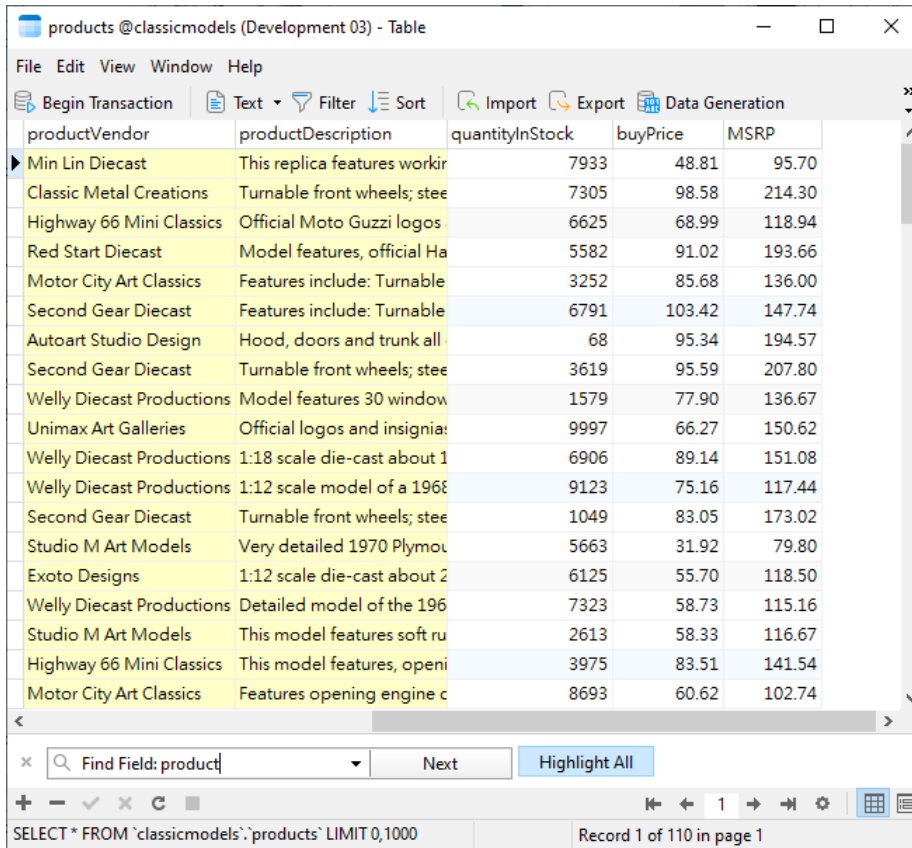 products @classicmodels (Development 03) - Table
File Edit View Window Help
Begin Transaction Text Filter Sort Import Export Data Generation
productVendor productDescription quantityInStock buyPrice MSRP
Min Lin Diecast This replica features workin 7933 48.81 95.70
Classic Metal Creations Turnable front wheels; stee 7305 98.58 214.30
Highway 66 Mini Classics Official Moto Guzzi logos 6625 68.99 118.94
Red Start Diecast Model features, official Ha 5582 91.02 193.66
Motor City Art Classics Features include: Turnable 3252 85.68 136.00
Second Gear Diecast Features include: Turnable 6791 103.42 147.74
Autoart Studio Design Hood, doors and trunk all 68 95.34 194.57
Second Gear Diecast Turnable front wheels; stee 3619 95.59 207.80
Welly Diecast Productions Model features 30 window 1579 77.90 136.67
Unimax Art Galleries Official logos and insignias 9997 66.27 150.62
Welly Diecast Productions 1:18 scale die-cast about 1 6906 89.14 151.08
Welly Diecast Productions 1:12 scale model of a 1968 9123 75.16 117.44
Second Gear Diecast Turnable front wheels; stee 1049 83.05 173.02
Studio M Art Models Very detailed 1970 Plymou 5663 31.92 79.80
Exoto Designs 1:12 scale die-cast about 2 6125 55.70 118.50
Welly Diecast Productions Detailed model of the 196 7323 58.73 115.16
Studio M Art Models This model features soft ru 2613 58.33 116.67
Highway 66 Mini Classics This model features, openi 3975 83.51 141.54
Motor City Art Classics Features opening engine c 8693 60.62 102.74
Find Field: product Next Highlight All
1
SELECT * FROM `classicmodels`.`products` LIMIT 0,1000 Record 1 of 110 in page 1